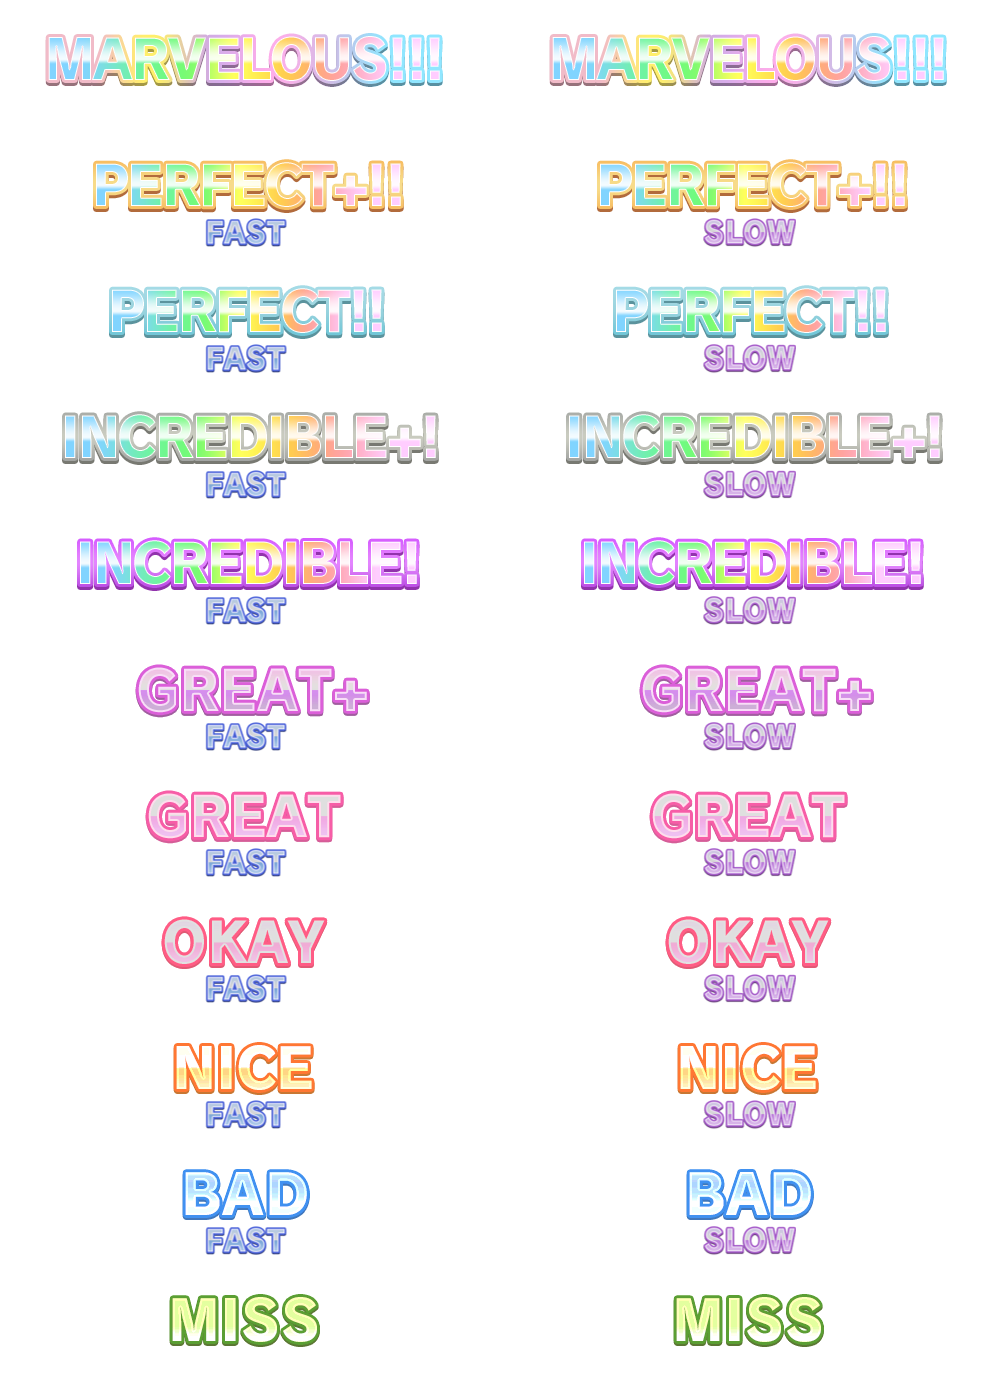 MARVELOUS!!! MARVELOUS!!!
PERFECT+!! PERFECT+!!
FAST SLOW
PERFECT!! PERFECT!!
FAST SLOW
INCREDIBLE+! INCREDIBLE+!
FAST SLOW
INCREDIBLE! INCREDIBLE!
FAST SLOW
GREAT+ GREAT+
FAST SLOW
GREAT GREAT
FAST SLOW
OKAY OKAY
FAST SLOW
NICE NICE
FAST SLOW
BAD BAD
FAST SLOW
MISS MISS